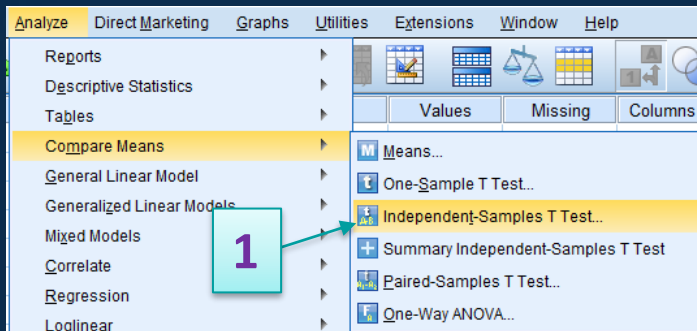 Analyze Direct Marketing Graphs Utilities Extensions Window Help
Reports
Descriptive Statistics
Tables
Compare Means
General Linear Model
Generalized Linear Models
Mixed Models
Correlate
Regression
Loglinear
A
1
Values Missing Columns
M Means...
t One-Sample T Test...
Independent-Samples T Test...
Summary Independent-Samples T Test
Paired-Samples T Test...
One-Way ANOVA...
1